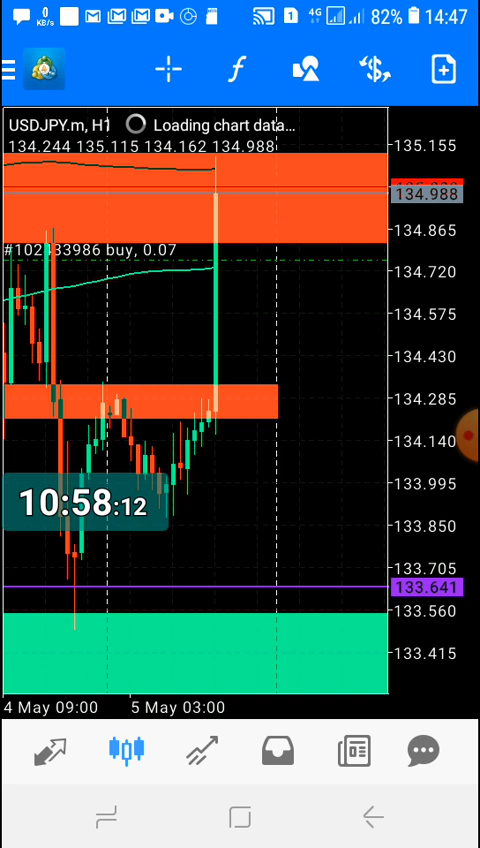 0
KB/s
1
4G
82%
14:47
USDJPY.m, H1
Loading chart data...
134.244 135.115 134.162 134.988
135.155
134.988
134.865
#102433986 buy, 0.07
134.720
134.575
134.430
134.285
134.140
133.995
10:58:12
133.850
133.705
133.641
133.560
133.415
4 May 09:00
5 May 03:00